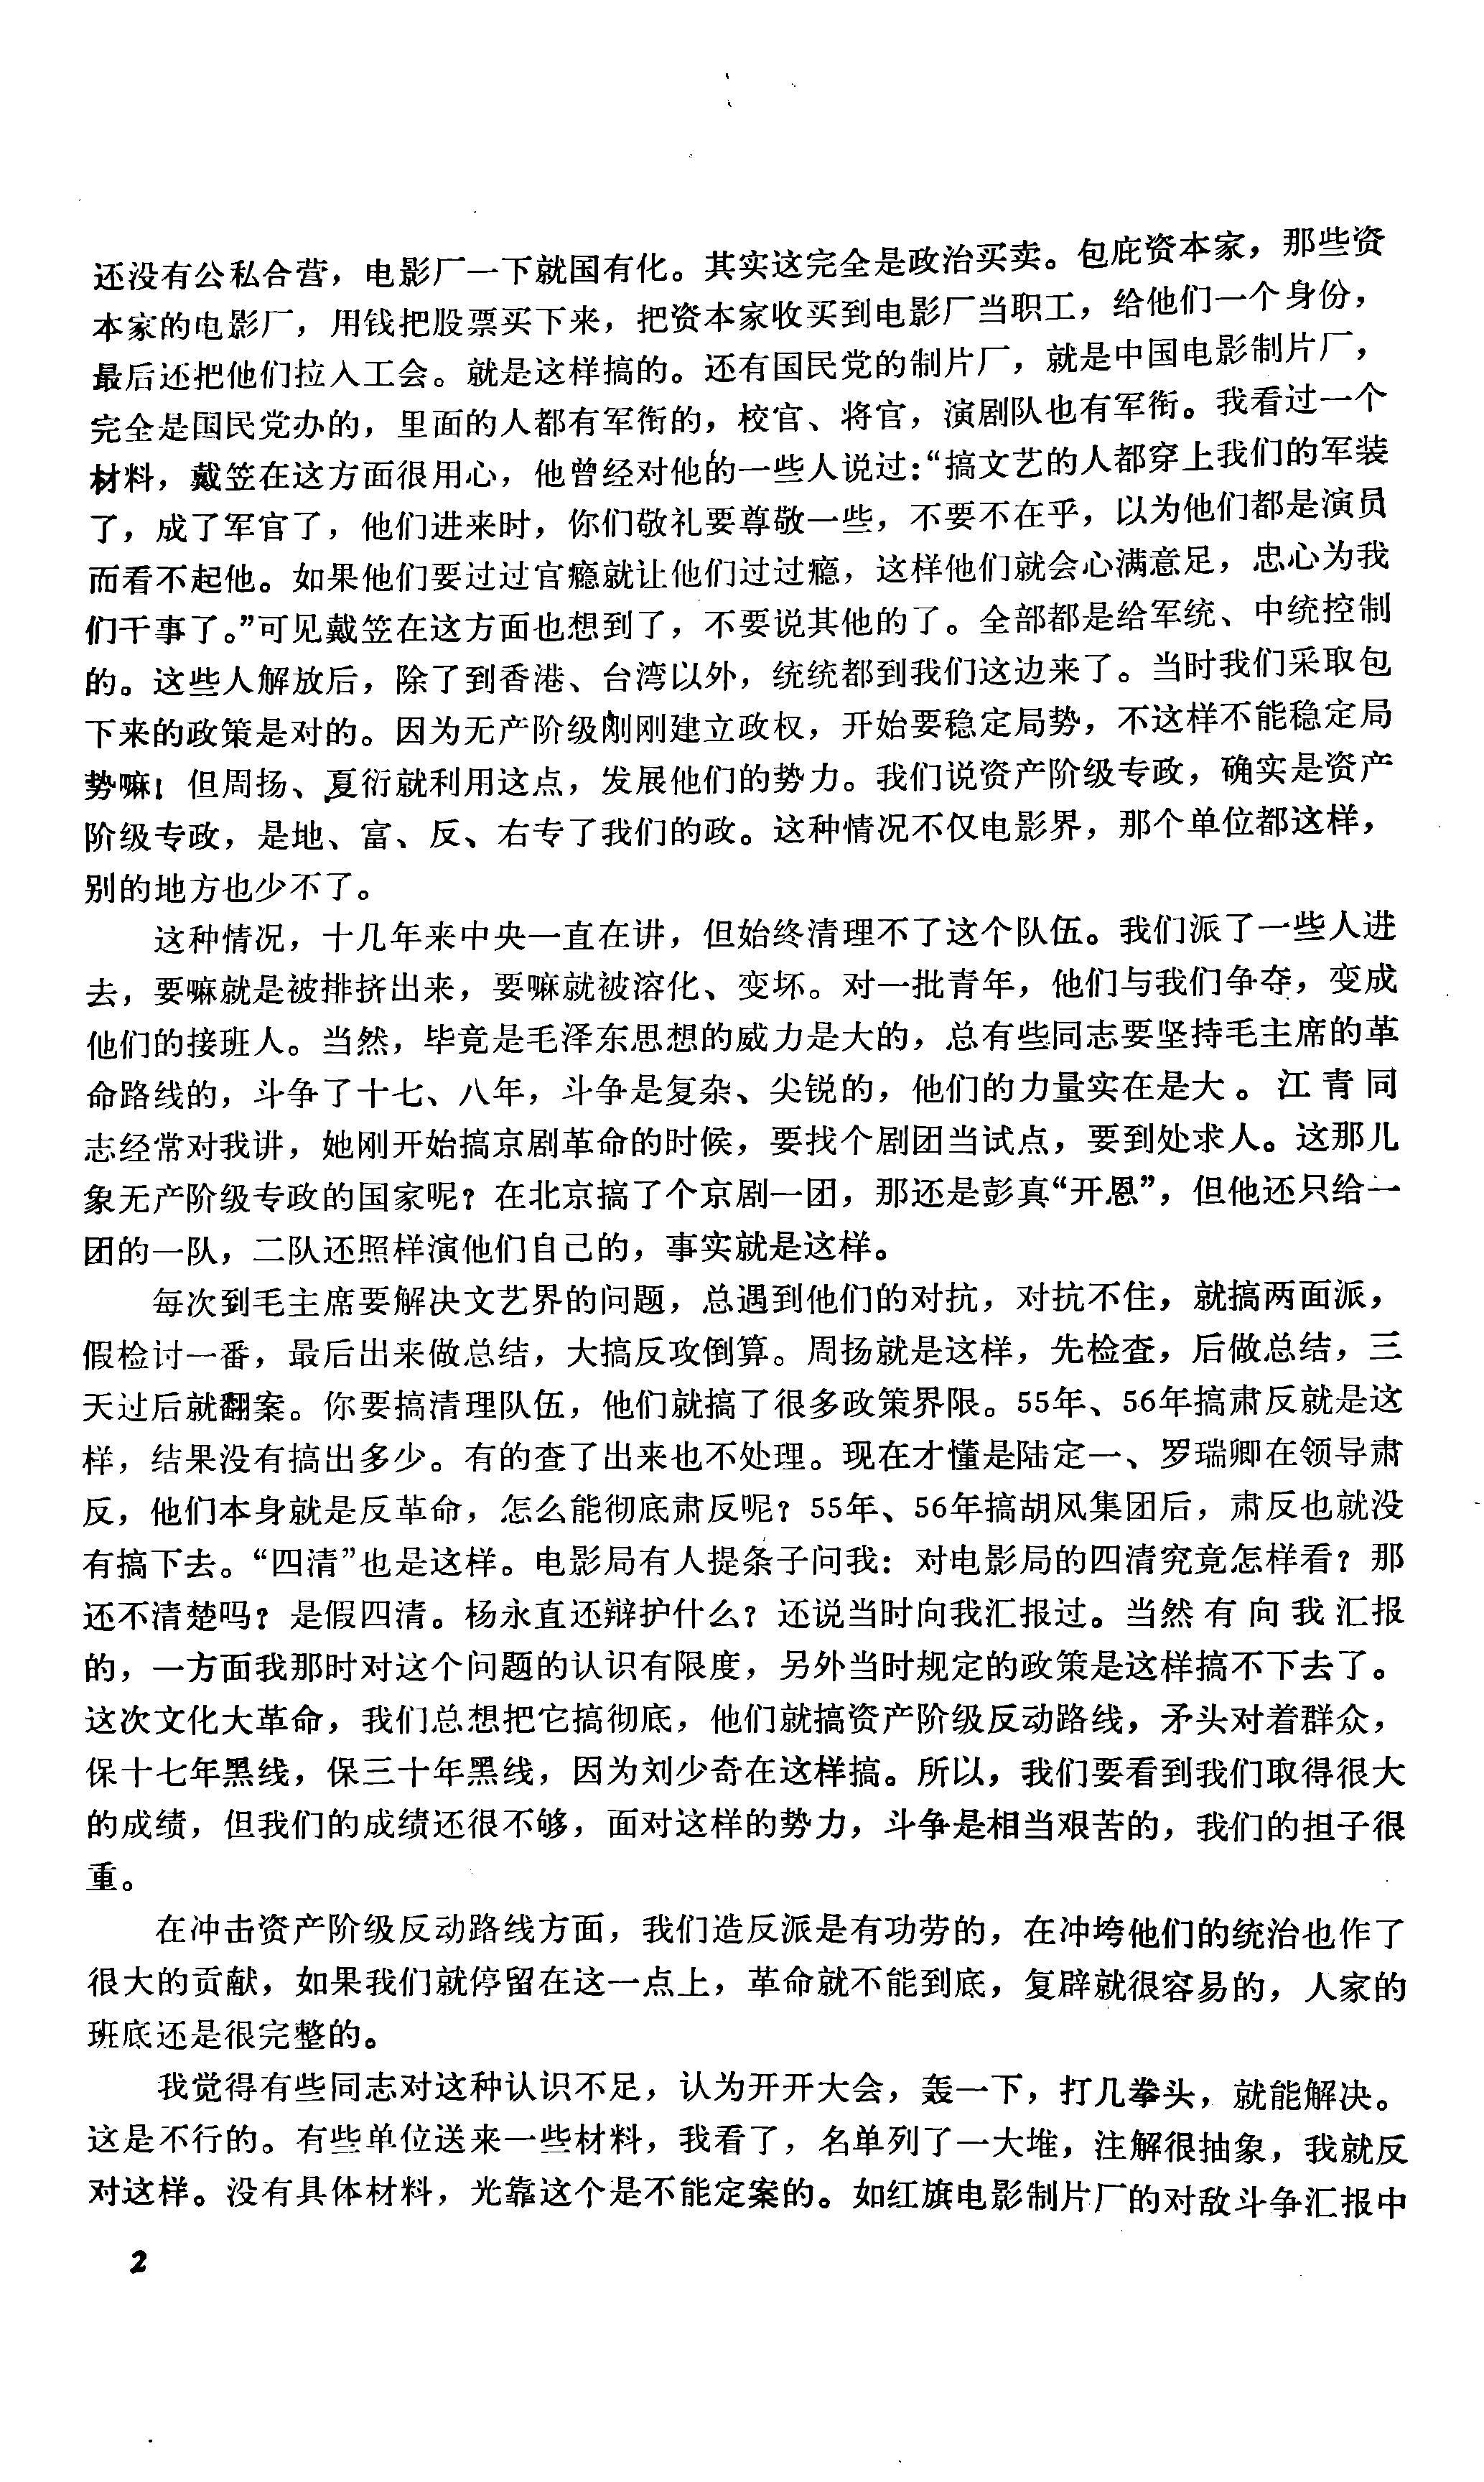 还没有公私合营，电影厂一下就国有化。其实这完全是政治买卖。包庇资本家，那些资
本家的电影厂，用钱把股票买下来，把资本家收买到电影厂当职工，给他们一个身份，
最后还把他们拉入工会。就是这样搞的。还有国民党的制片厂，就是中国电影制片厂，
完全是国民党办的，里面的人都有军衔的，校官、将官，演剧队也有军衔。我看过一个
材料，戴笠在这方面很用心，他曾经对他的一些人说过：“搞文艺的人都穿上我们的军装
了，成了军官了，他们进来时，你们敬礼要尊敬一些，不要不在乎，以为他们都是演员
而看不起他。如果他们要过过官瘾就让他们过过瘾，这样他们就会心满意足，忠心为我
们干事了。”可见戴笠在这方面也想到了，不要说其他的了。全部都是给军统、中统控制
的。这些人解放后，除了到香港、台湾以外，统统都到我们这边来了。当时我们采取包
下来的政策是对的。因为无产阶级刚刚建立政权，开始要稳定局势，不这样不能稳定局
势嘛！但周扬、夏衍就利用这点，发展他们的势力。我们说资产阶级专政，确实是资产
阶级专政，是地、富、反、右专了我们的政。这种情况不仅电影界，那个单位都这样，
别的地方也少不了。
这种情况，十几年来中央一直在讲，但始终清理不了这个队伍。我们派了一些人进
去，要嘛就是被排挤出来，要嘛就被溶化、变坏。对一批青年，他们与我们争夺，变成
他们的接班人。当然，毕竟是毛泽东思想的威力是大的，总有些同志要坚持毛主席的革
命路线的，斗争了十七、八年，斗争是复杂、尖锐的，他们的力量实在是大。江青同
志经常对我讲，她刚开始搞京剧革命的时候，要找个剧团当试点，要到处求人。这那儿
象无产阶级专政的国家呢？在北京搞了个京剧一团，那还是彭真“开恩”，但他还只给一
团的一队，二队还照样演他们自己的，事实就是这样。
每次到毛主席要解决文艺界的问题，总遇到他们的对抗，对抗不住，就搞两面派，
假检讨一番，最后出来做总结，大搞反攻倒算。周扬就是这样，先检查，后做总结，三
天过后就翻案。你要搞清理队伍，他们就搞了很多政策界限。55年、56年搞肃反就是这
样，结果没有搞出多少。有的查了出来也不处理。现在才懂是陆定一、罗瑞卿在领导肃
反，他们本身就是反革命，怎么能彻底肃反呢？55年、56年搞胡风集团后，肃反也就没
有搞下去。“四清”也是这样。电影局有人提条子问我：对电影局的四清究竟怎样看？那
还不清楚吗？是假四清。杨永直还辩护什么？还说当时向我汇报过。当然有向我汇报
的，一方面我那时对这个问题的认识有限度，另外当时规定的政策是这样搞不下去了。
这次文化大革命，我们总想把它搞彻底，他们就搞资产阶级反动路线，矛头对着群众，
保十七年黑线，保三十年黑线，因为刘少奇在这样搞。所以，我们要看到我们取得很大
的成绩，但我们的成绩还很不够，面对这样的势力，斗争是相当艰苦的，我们的担子很
重。
在冲击资产阶级反动路线方面，我们造反派是有功劳的，在冲垮他们的统治也作了
很大的贡献，如果我们就停留在这一点上，革命就不能到底，复辟就很容易的，人家的
班底还是很完整的。
我觉得有些同志对这种认识不足，认为开开大会，轰一下，打几拳头，就能解决。
这是不行的。有些单位送来一些材料，我看了，名单列了一大堆，注解很抽象，我就反
对这样。没有具体材料，光靠这个是不能定案的。如红旗电影制片厂的对敌斗争汇报中
2